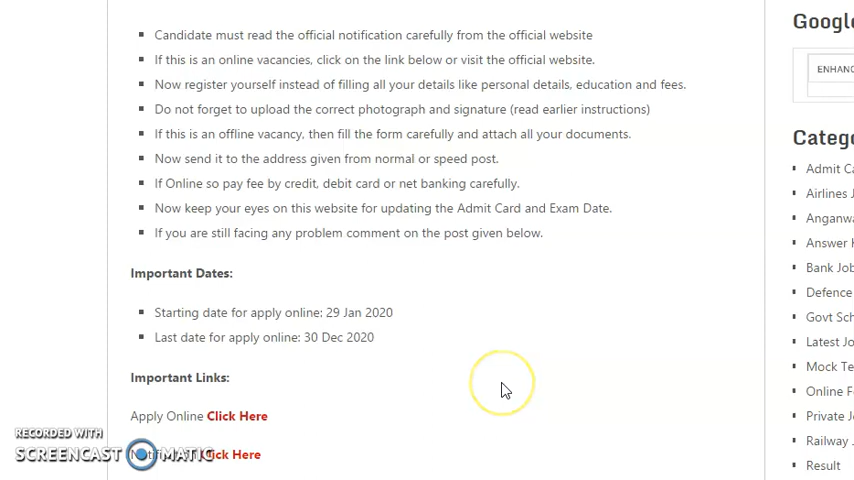 Candidate must read the official notification carefully from the official website
If this is an online vacancies, click on the link below or visit the official website.
Now register yourself instead of filling all your details like personal details, education and fees.
Do not forget to upload the correct photograph and signature (read earlier instructions)
If this is an offline vacancy, then fill the form carefully and attach all your documents.
Now send it to the address given from normal or speed post.
If Online so pay fee by credit, debit card or net banking carefully.
Now keep your eyes on this website for updating the Admit Card and Exam Date.
If you are still facing any problem comment on the post given below.
Important Dates:
Starting date for apply online: 29 Jan 2020
Last date for apply online: 30 Dec 2020
Important Links:
Apply Online Click Here
Click Here
RECORDED WITH
SCREENCAST MATIC
Google
ENHANC
Catego
Admit Ca
Airlines J
Anganwa
Answer K
Bank Job
Defence
Govt Sch
Latest Jo
Mock Te
Online F
Private J
Railway J
Result